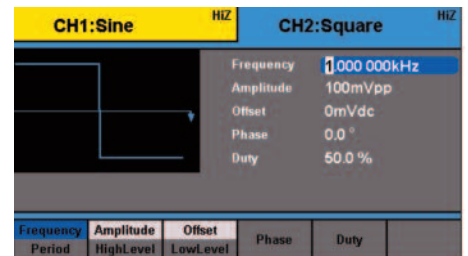 CH1:Sine HiZ CH2:Square HiZ
Frequency 1.000 000kHz
Amplitude 100mVpp
Offset 0mVdc
Phase 0.0 °
Duty 50.0 %
Frequency Amplitude Offset Phase Duty
Period HighLevel LowLevel